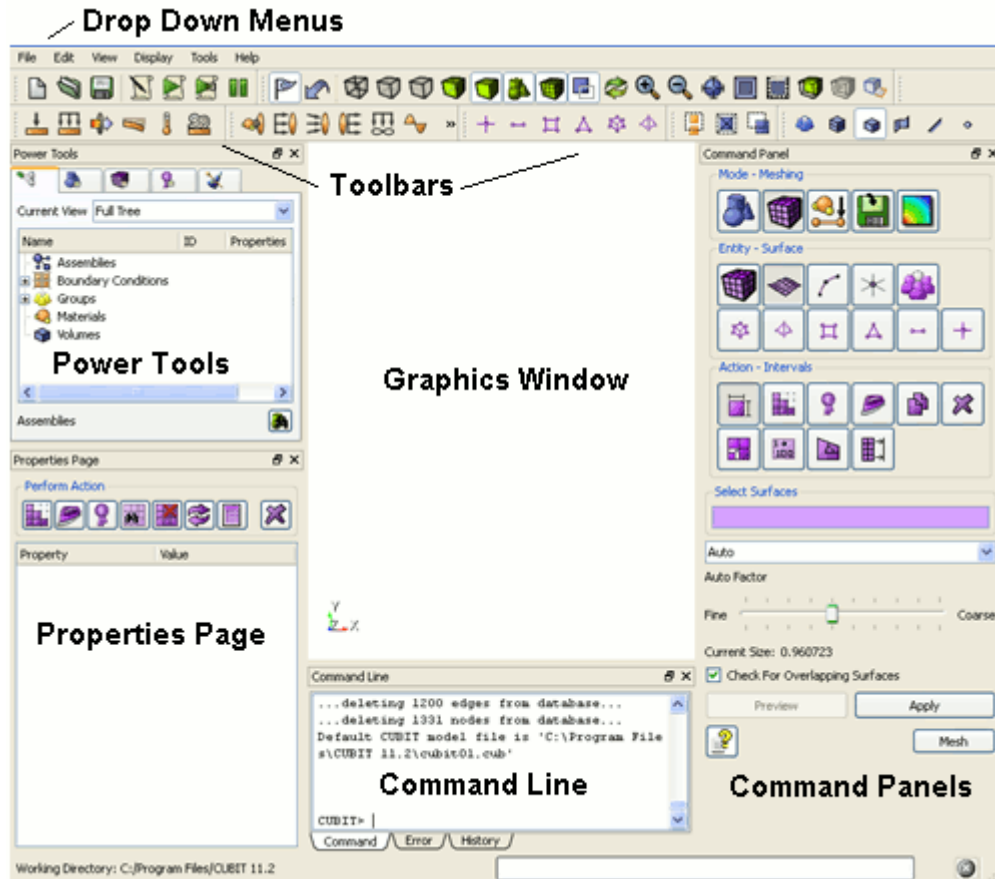 Drop Down Menus
File Edit View Display Tools Help
Toolbars
Power Tools
Current View Full Tree
Name ID Properties
Assemblies
Boundary Conditions
Groups
Materials
Volumes
Power Tools
Assemblies
Properties Page
Perform Action
Property Value
Properties Page
Graphics Window
Y
Z X
Command Line
...deleting 1200 edges from database...
...deleting 1331 nodes from database...
Default CUBIT model file is 'C:\Program File
s\CUBIT 11.2\cubit01.cub'
Command Line
CUBIT>
Command Error History
Command Panel
Mode - Meshing
Entity - Surface
Action - Intervals
Select Surfaces
Auto
Auto Factor
Fine Coarse
Current Size: 0.960723
Check For Overlapping Surfaces
Preview Apply
Mesh
Command Panels
Working Directory: C:/Program Files/CUBIT 11.2